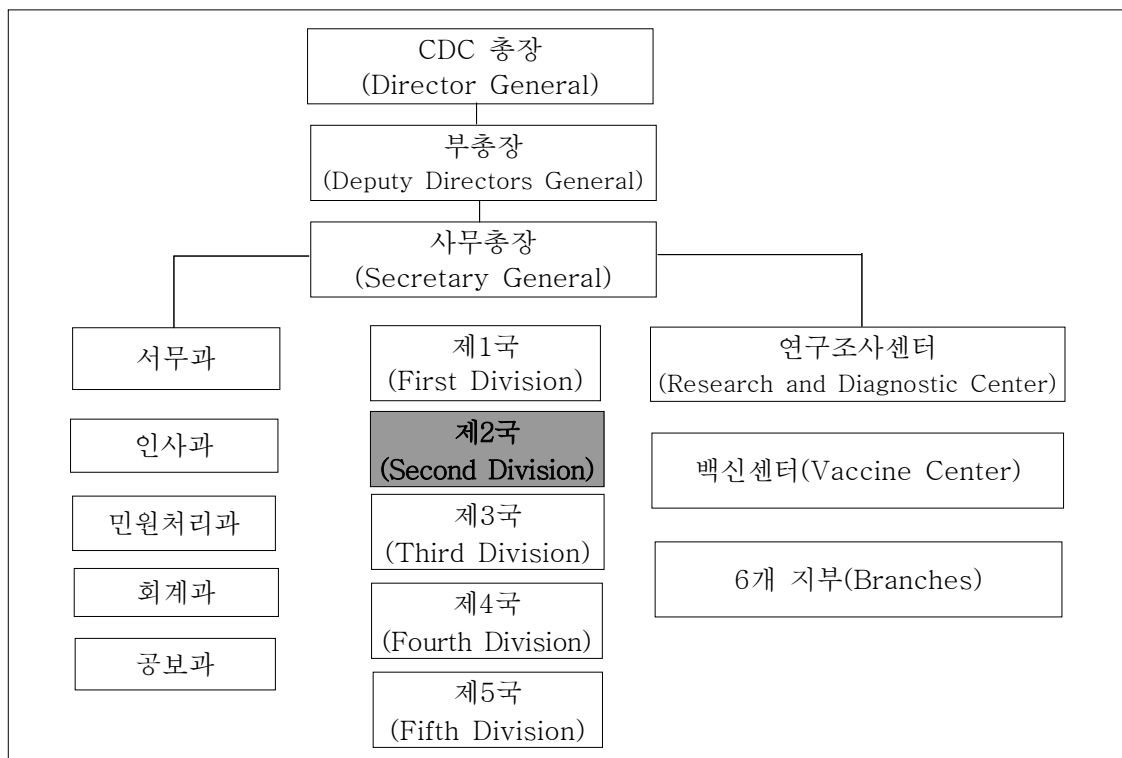 CDC 총장
(Director General)
부총장
(Deputy Directors General)
사무총장
(Secretary General)
서무과
인사과
민원처리과
회계과
공보과
제1국
(First Division)
제2국
(Second Division)
제3국
(Third Division)
제4국
(Fourth Division)
제5국
(Fifth Division)
연구조사센터
(Research and Diagnostic Center)
백신센터(Vaccine Center)
6개 지부(Branches)